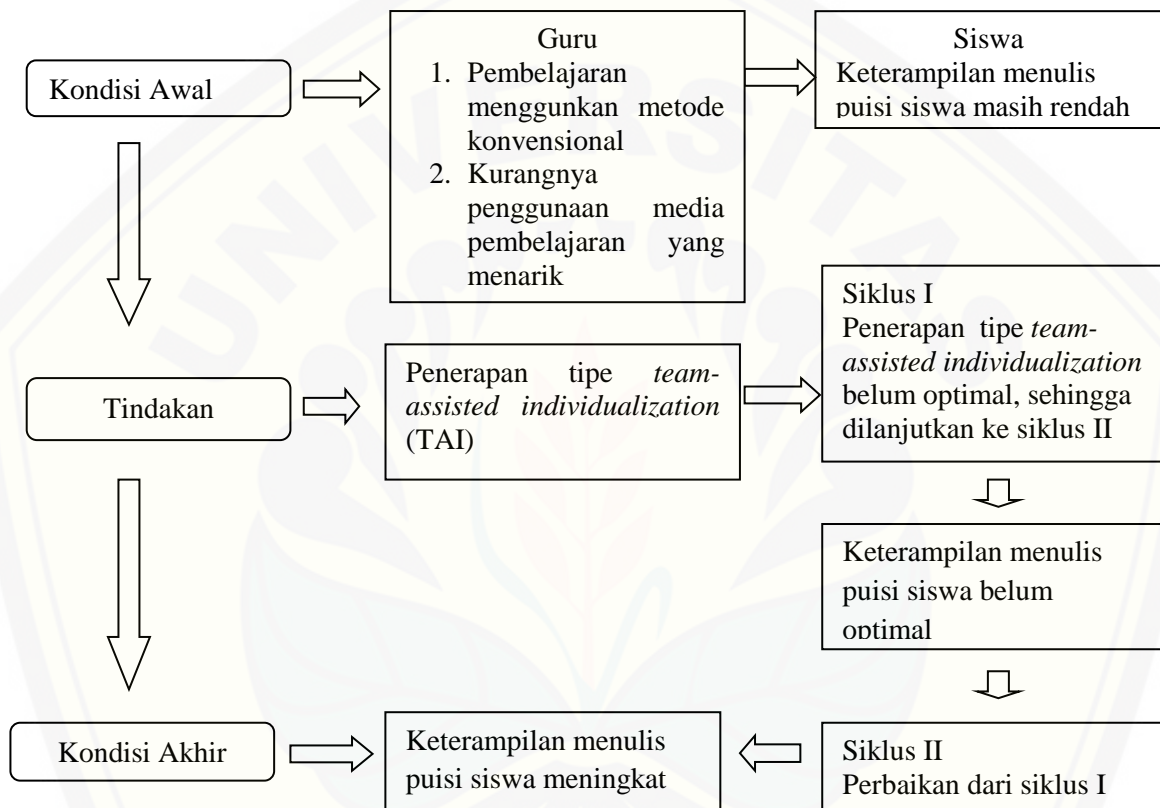 Kondisi Awal
Guru
1. Pembelajaran
menggunkan metode
konvensional
2. Kurangnya
penggunaan media
pembelajaran yang
menarik
Siswa
Keterampilan menulis
puisi siswa masih rendah
Tindakan
Penerapan tipe team-
assisted individualization
(TAI)
Siklus I
Penerapan tipe team-
assisted individualization
belum optimal, sehingga
dilanjutkan ke siklus II
Keterampilan menulis
puisi siswa belum
optimal
Kondisi Akhir
Keterampilan menulis
puisi siswa meningkat
Siklus II
Perbaikan dari siklus I
UNIVERSITAS